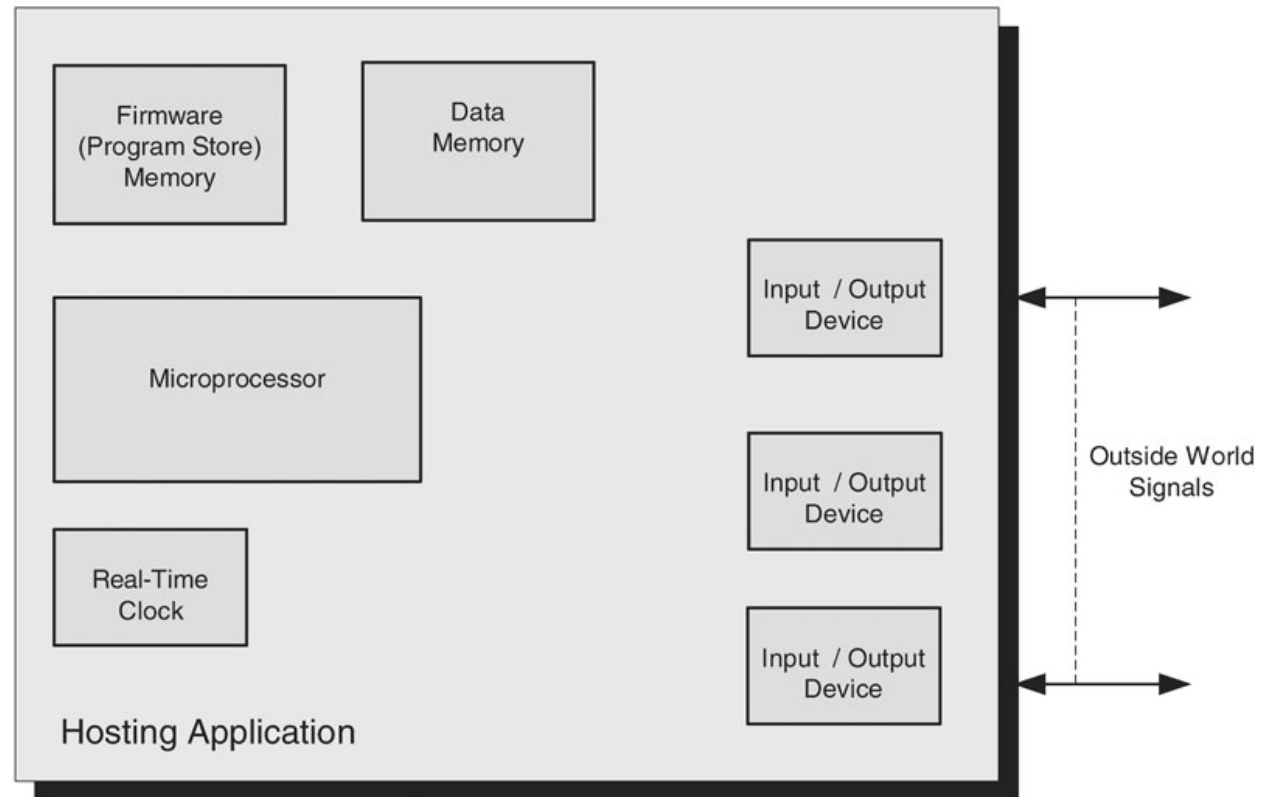 Firmware
(Program Store)
Memory
Data
Memory
Input / Output
Device
Microprocessor
Input / Output
Device
Outside World
Signals
Real-Time
Clock
Input / Output
Device
Hosting Application